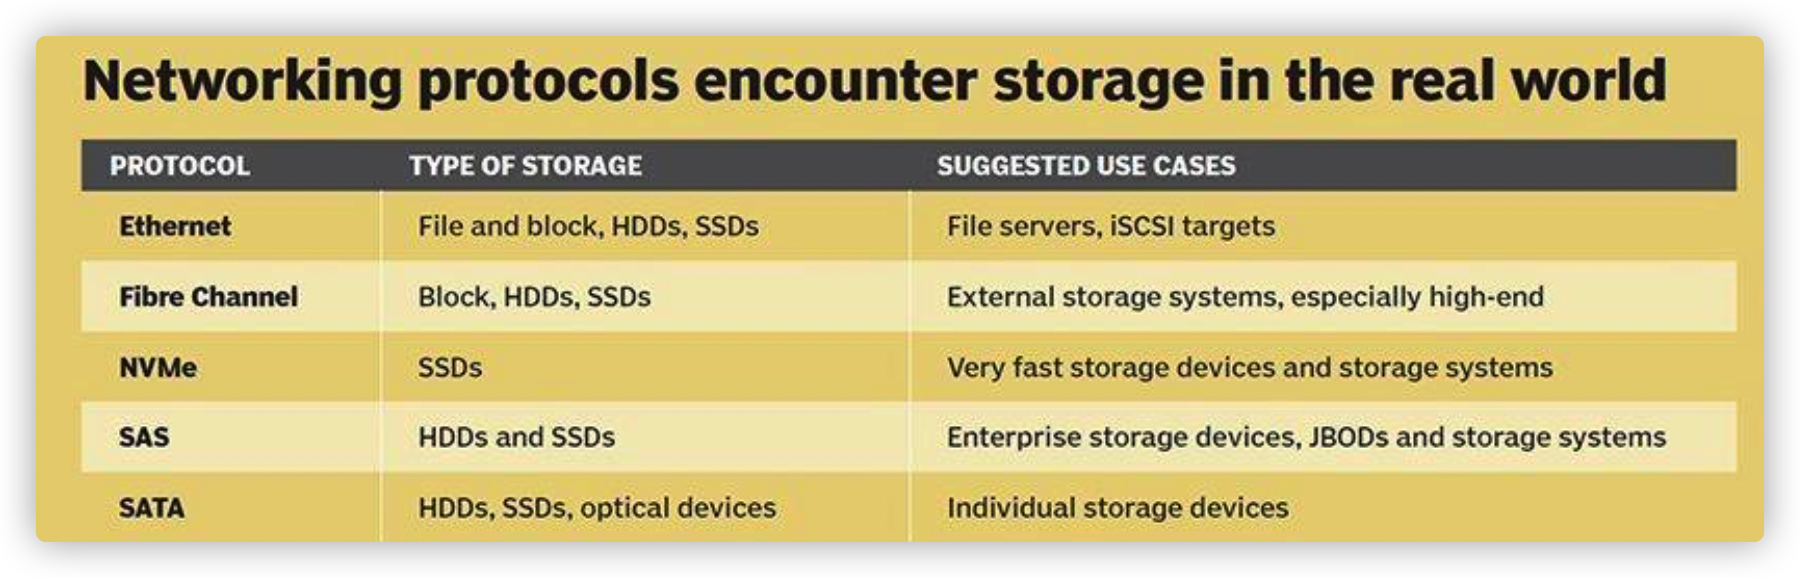 Networking protocols encounter storage in the real world
PROTOCOL TYPE OF STORAGE SUGGESTED USE CASES
Ethernet File and block, HDDs, SSDs File servers, iSCSI targets
Fibre Channel Block, HDDs, SSDs External storage systems, especially high-end
NVMe SSDs Very fast storage devices and storage systems
SAS HDDs and SSDs Enterprise storage devices, JBODs and storage systems
SATA HDDs, SSDs, optical devices Individual storage devices